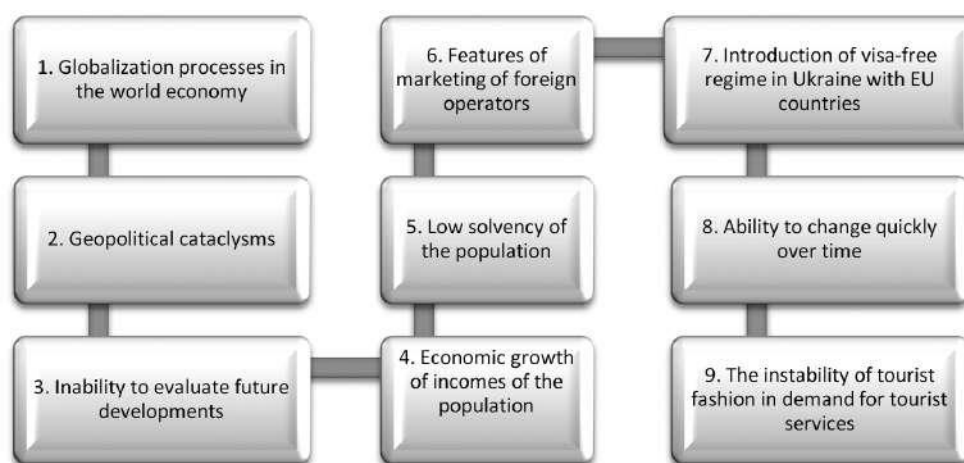 1. Globalization processes in
the world economy
2. Geopolitical cataclysms
3. Inability to evaluate future
developments
4. Economic growth
of incomes of the
population
5. Low solvency of
the population
6. Features of
marketing of foreign
operators
7. Introduction of visa-free
regime in Ukraine with EU
countries
8. Ability to change quickly
over time
9. The instability of tourist
fashion in demand for tourist
services